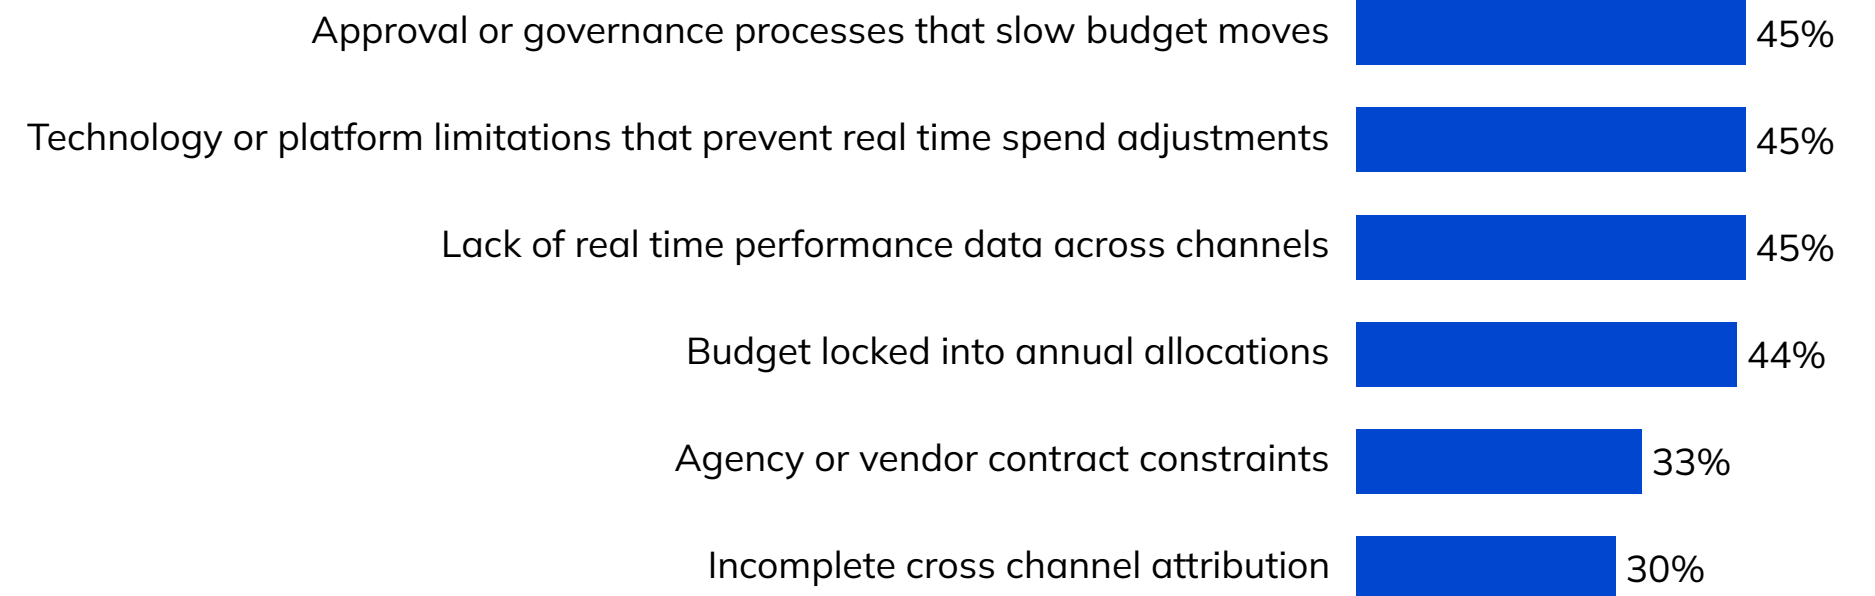 Approval or governance processes that slow budget moves 45%
Technology or platform limitations that prevent real time spend adjustments 45%
Lack of real time performance data across channels 45%
Budget locked into annual allocations 44%
Agency or vendor contract constraints 33%
Incomplete cross channel attribution 30%